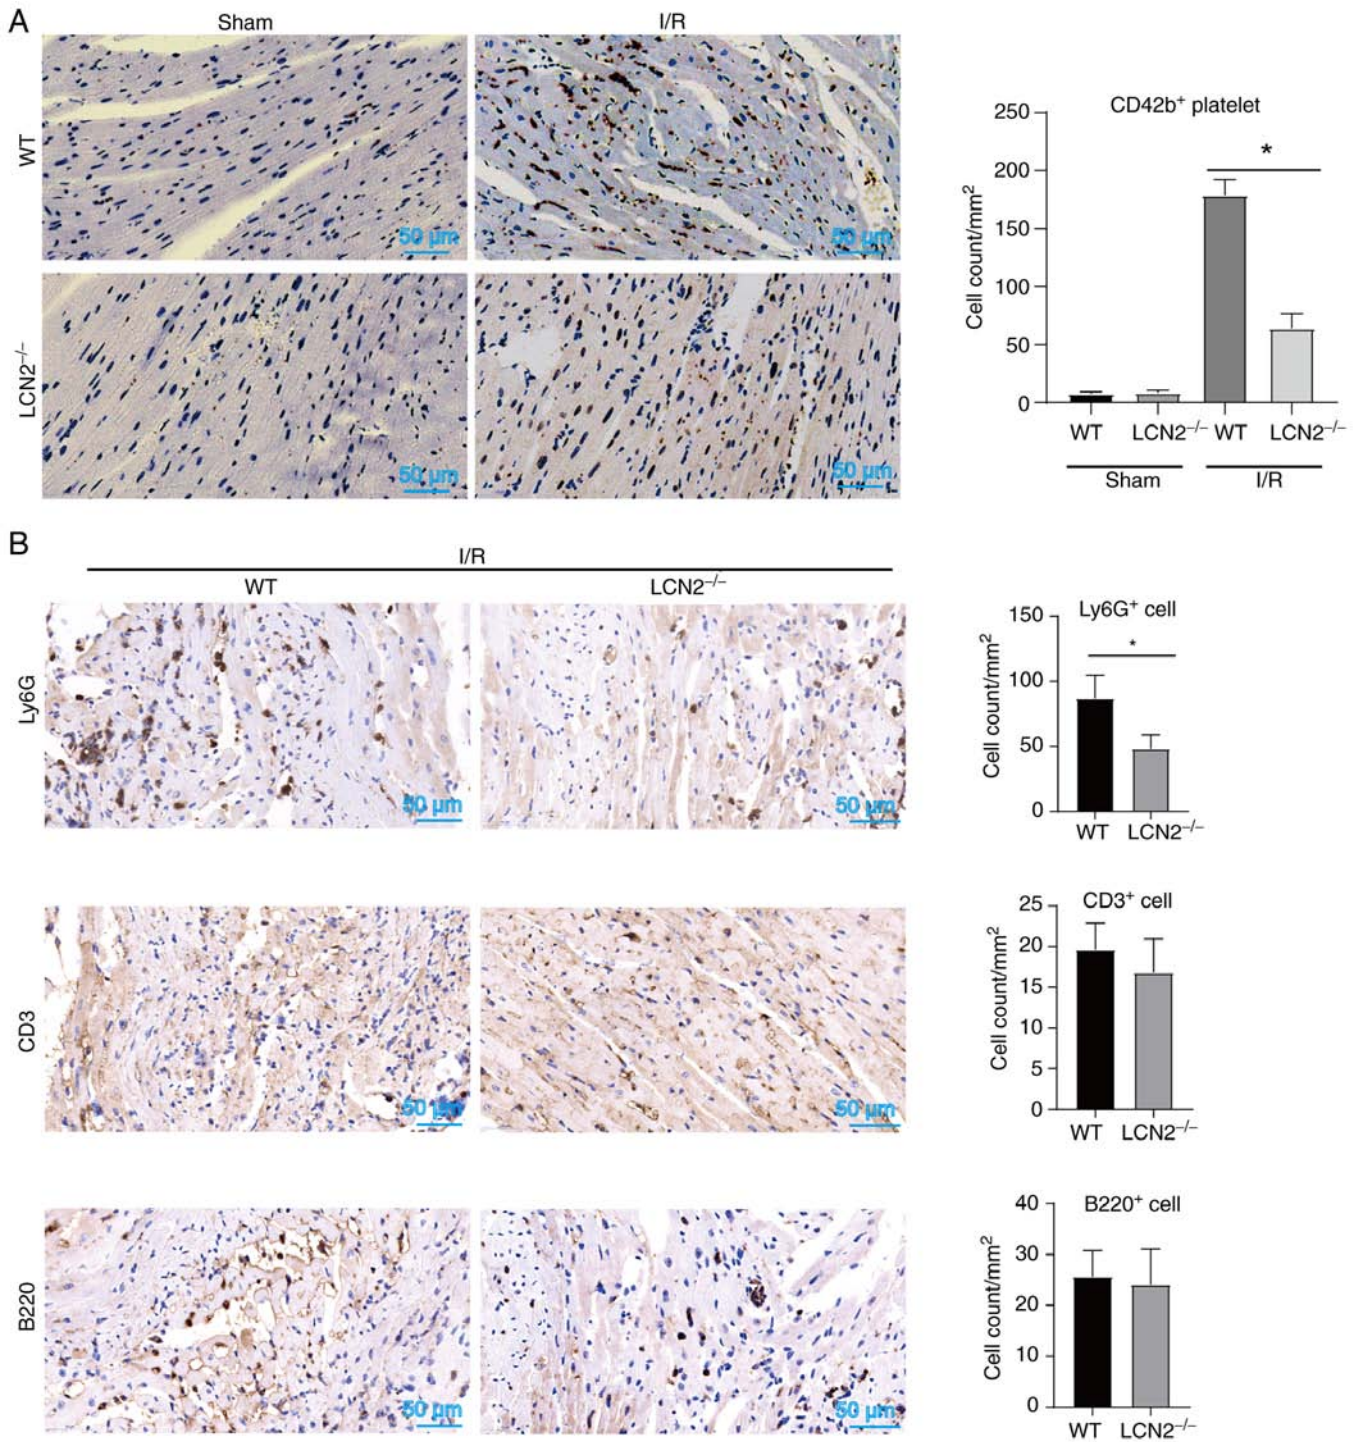 A
Sham
I/R
WT
50 µm
50 µm
LCN2⁻/⁻
50 µm
50 µm
CD42b⁺ platelet
Cell count/mm²
250
200
150
100
50
0
*
WT LCN2⁻/⁻ WT LCN2⁻/⁻
Sham I/R
B
I/R
WT LCN2⁻/⁻
Ly6G
50 µm
50 µm
Ly6G⁺ cell
Cell count/mm²
150
100
50
0
*
WT LCN2⁻/⁻
CD3
50 µm
50 µm
CD3⁺ cell
Cell count/mm²
25
20
15
10
5
0
WT LCN2⁻/⁻
B220
50 µm
50 µm
B220⁺ cell
Cell count/mm²
40
30
20
10
0
WT LCN2⁻/⁻